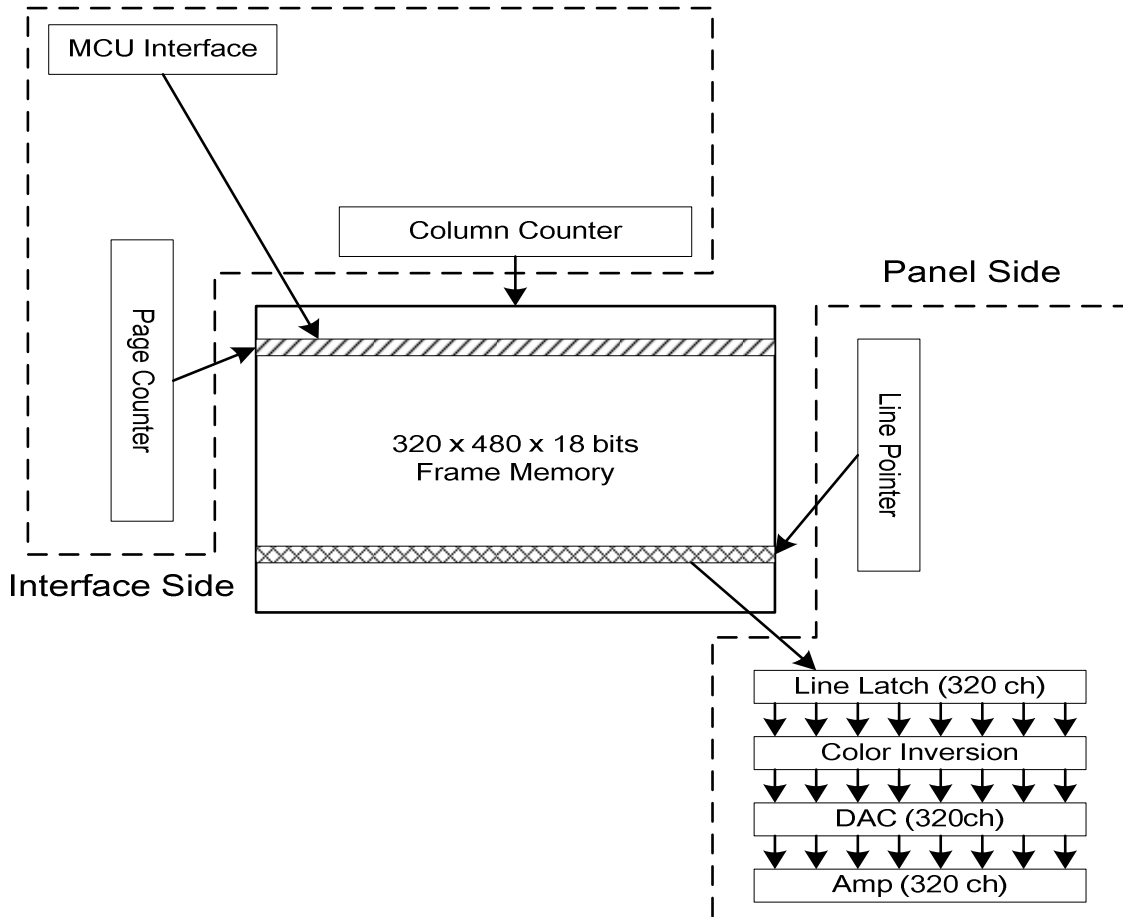 MCU Interface
Column Counter
Panel Side
Page Counter
Line Pointer
320 x 480 x 18 bits
Frame Memory
Interface Side
Line Latch (320 ch)
Color Inversion
DAC (320ch)
Amp (320 ch)